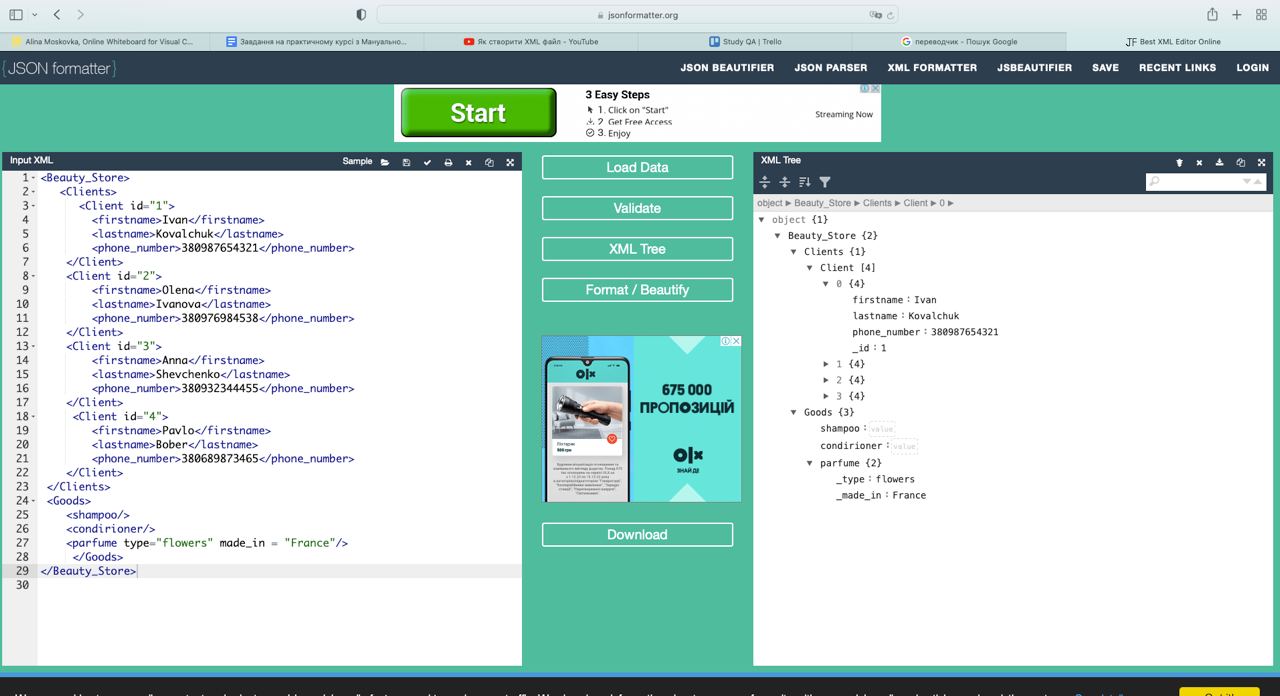 jsonformatter.org
Alina Moskovka, Online Whiteboard for Visual C...
Завдання на практичному курсі з Мануально...
Як створити XML файл - YouTube
Study QA | Trello
переводчик - Пошук Google
Best XML Editor Online
{JSON formatter}
JSON BEAUTIFIER
JSON PARSER
XML FORMATTER
JSBEAUTIFIER
SAVE
RECENT LINKS
LOGIN
Start
3 Easy Steps
1. Click on "Start"
2. Get Free Access
3. Enjoy
Streaming Now
Input XML
Sample
1 <Beauty_Store>
2 <Clients>
3 <Client id="1">
4 <firstname>Ivan</firstname>
5 <lastname>Kovalchuk</lastname>
6 <phone_number>380987654321</phone_number>
7 </Client>
8 <Client id="2">
9 <firstname>Olena</firstname>
10 <lastname>Ivanova</lastname>
11 <phone_number>380976984538</phone_number>
12 </Client>
13 <Client id="3">
14 <firstname>Anna</firstname>
15 <lastname>Shevchenko</lastname>
16 <phone_number>380932344455</phone_number>
17 </Client>
18 <Client id="4">
19 <firstname>Pavlo</firstname>
20 <lastname>Bober</lastname>
21 <phone_number>380685873465</phone_number>
22 </Client>
23 </Clients>
24 <Goods>
25 <shampoo/>
26 <condirioner/>
27 <parfume type="flowers" made_in = "France"/>
28 </Goods>
29 </Beauty_Store>
30
Load Data
Validate
XML Tree
Format / Beautify
olx
675 000
ПРОПОЗИЦІЙ
olx
ЗНАЙДЕ
Download
XML Tree
object ► Beauty_Store ► Clients ► Client ► 0 ►
object {1}
Beauty_Store {2}
Clients {1}
Client [4]
0 {4}
firstname : Ivan
lastname : Kovalchuk
phone_number : 380987654321
_id : 1
1 {4}
2 {4}
3 {4}
Goods {3}
shampoo : value
condirioner : value
parfume {2}
_type : flowers
_made_in : France